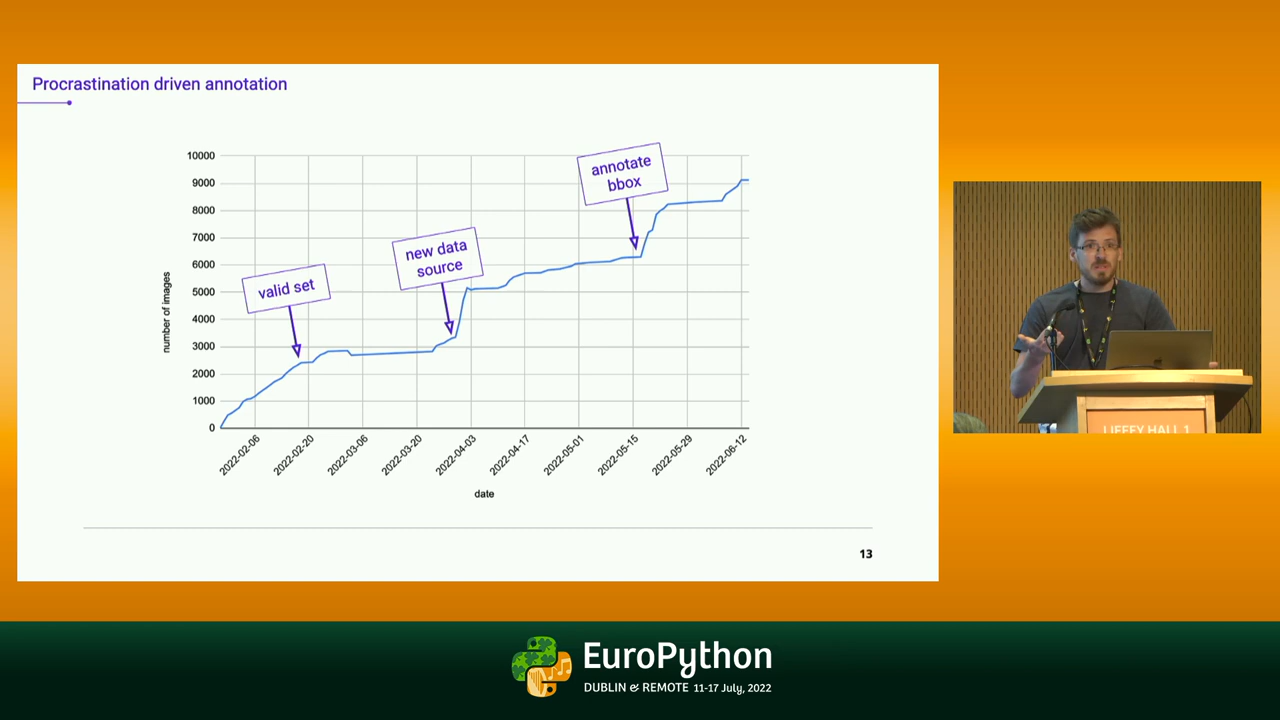 Procrastination driven annotation
10000
9000
8000
7000
6000
5000
4000
3000
2000
1000
0
number of images
valid set
new data
source
annotate
bbox
2022-02-06
2022-02-20
2022-03-06
2022-03-20
2022-04-03
2022-04-17
2022-05-01
2022-05-15
2022-05-29
2022-06-12
date
13
LIFFEY HALL 1
EuroPython
DUBLIN & REMOTE 11-17 July, 2022